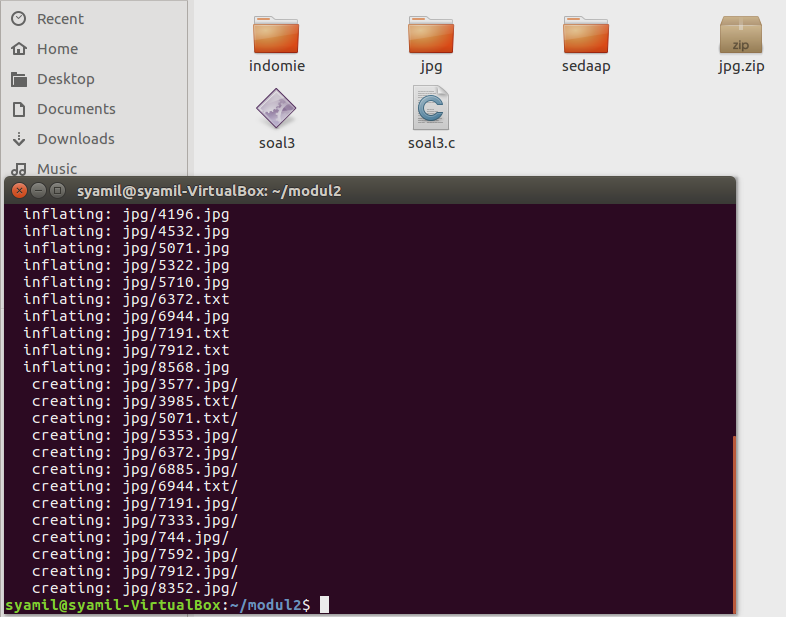 Recent
Home
Desktop
Documents
Downloads
Music
indomie
jpg
sedaap
zip
jpg.zip
soal3
C
soal3.c
syamil@syamil-VirtualBox: ~/modul2
inflating: jpg/4196.jpg
inflating: jpg/4532.jpg
inflating: jpg/5071.jpg
inflating: jpg/5322.jpg
inflating: jpg/5710.jpg
inflating: jpg/6372.txt
inflating: jpg/6944.jpg
inflating: jpg/7191.txt
inflating: jpg/7912.txt
inflating: jpg/8568.jpg
creating: jpg/3577.jpg/
creating: jpg/3985.txt/
creating: jpg/5071.txt/
creating: jpg/5353.jpg/
creating: jpg/6372.jpg/
creating: jpg/6885.jpg/
creating: jpg/6944.txt/
creating: jpg/7191.jpg/
creating: jpg/7333.jpg/
creating: jpg/744.jpg/
creating: jpg/7592.jpg/
creating: jpg/7912.jpg/
creating: jpg/8352.jpg/
syamil@syamil-VirtualBox:~/modul2$